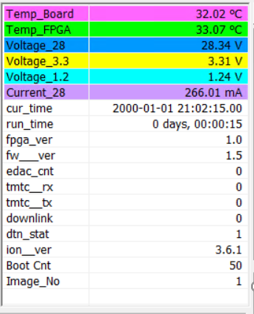 Temp_Board 32.02 ºC
Temp_FPGA 33.07 ºC
Voltage_28 28.34 V
Voltage_3.3 3.31 V
Voltage_1.2 1.24 V
Current_28 266.01 mA
cur_time 2000-01-01 21:02:15.00
run_time 0 days, 00:00:15
fpga_ver 1.0
fw___ver 1.5
edac_cnt 0
tmtc__rx 0
tmtc__tx 0
downlink 0
dtn_stat 1
ion__ver 3.6.1
Boot Cnt 50
Image_No 1